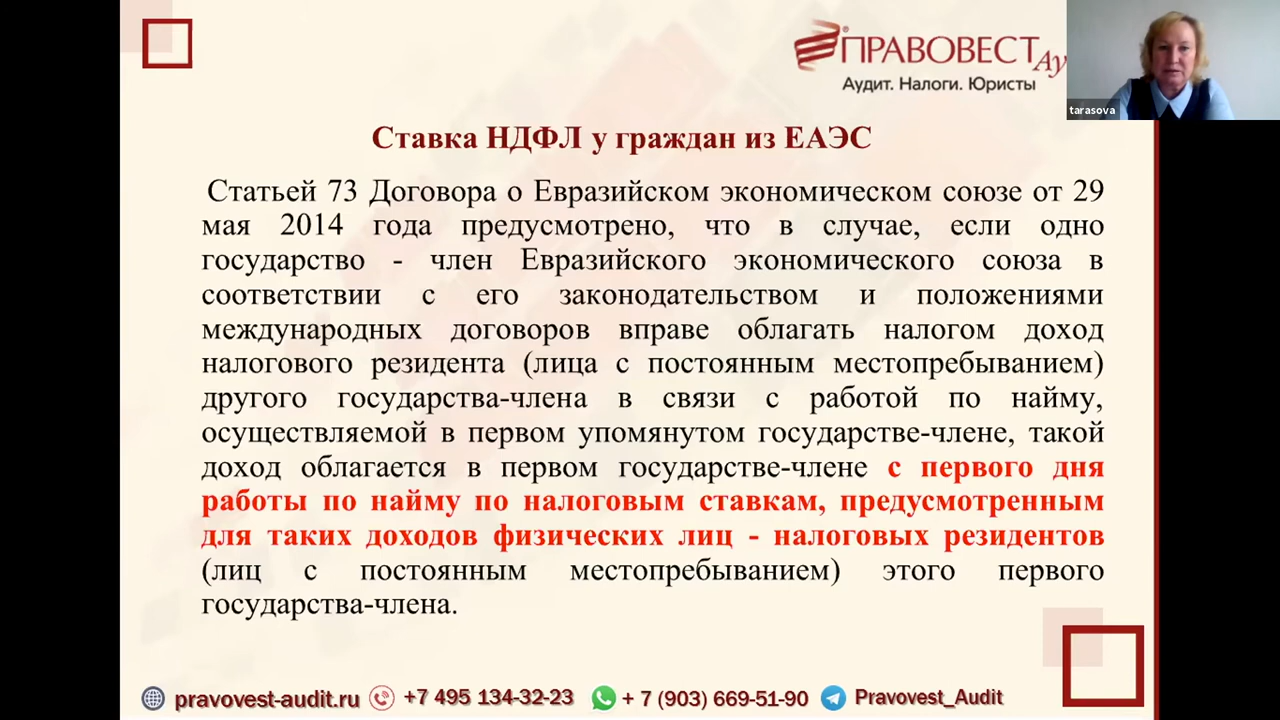 ПРАВОВЕСТ Ау
Аудит. Налоги. Юристы
tarasova
Ставка НДФЛ у граждан из ЕАЭС
Статьей 73 Договора о Евразийском экономическом союзе от 29
мая 2014 года предусмотрено, что в случае, если одно
государство - член Евразийского экономического союза в
соответствии с его законодательством и положениями
международных договоров вправе облагать налогом доход
налогового резидента (лица с постоянным местопребыванием)
другого государства-члена в связи с работой по найму,
осуществляемой в первом упомянутом государстве-члене, такой
доход облагается в первом государстве-члене с первого дня
работы по найму по налоговым ставкам, предусмотренным
для таких доходов физических лиц - налоговых резидентов
(лиц с постоянным местопребыванием) этого первого
государства-члена.
pravovest-audit.ru +7 495 134-32-23 + 7 (903) 669-51-90 Pravovest_Audit